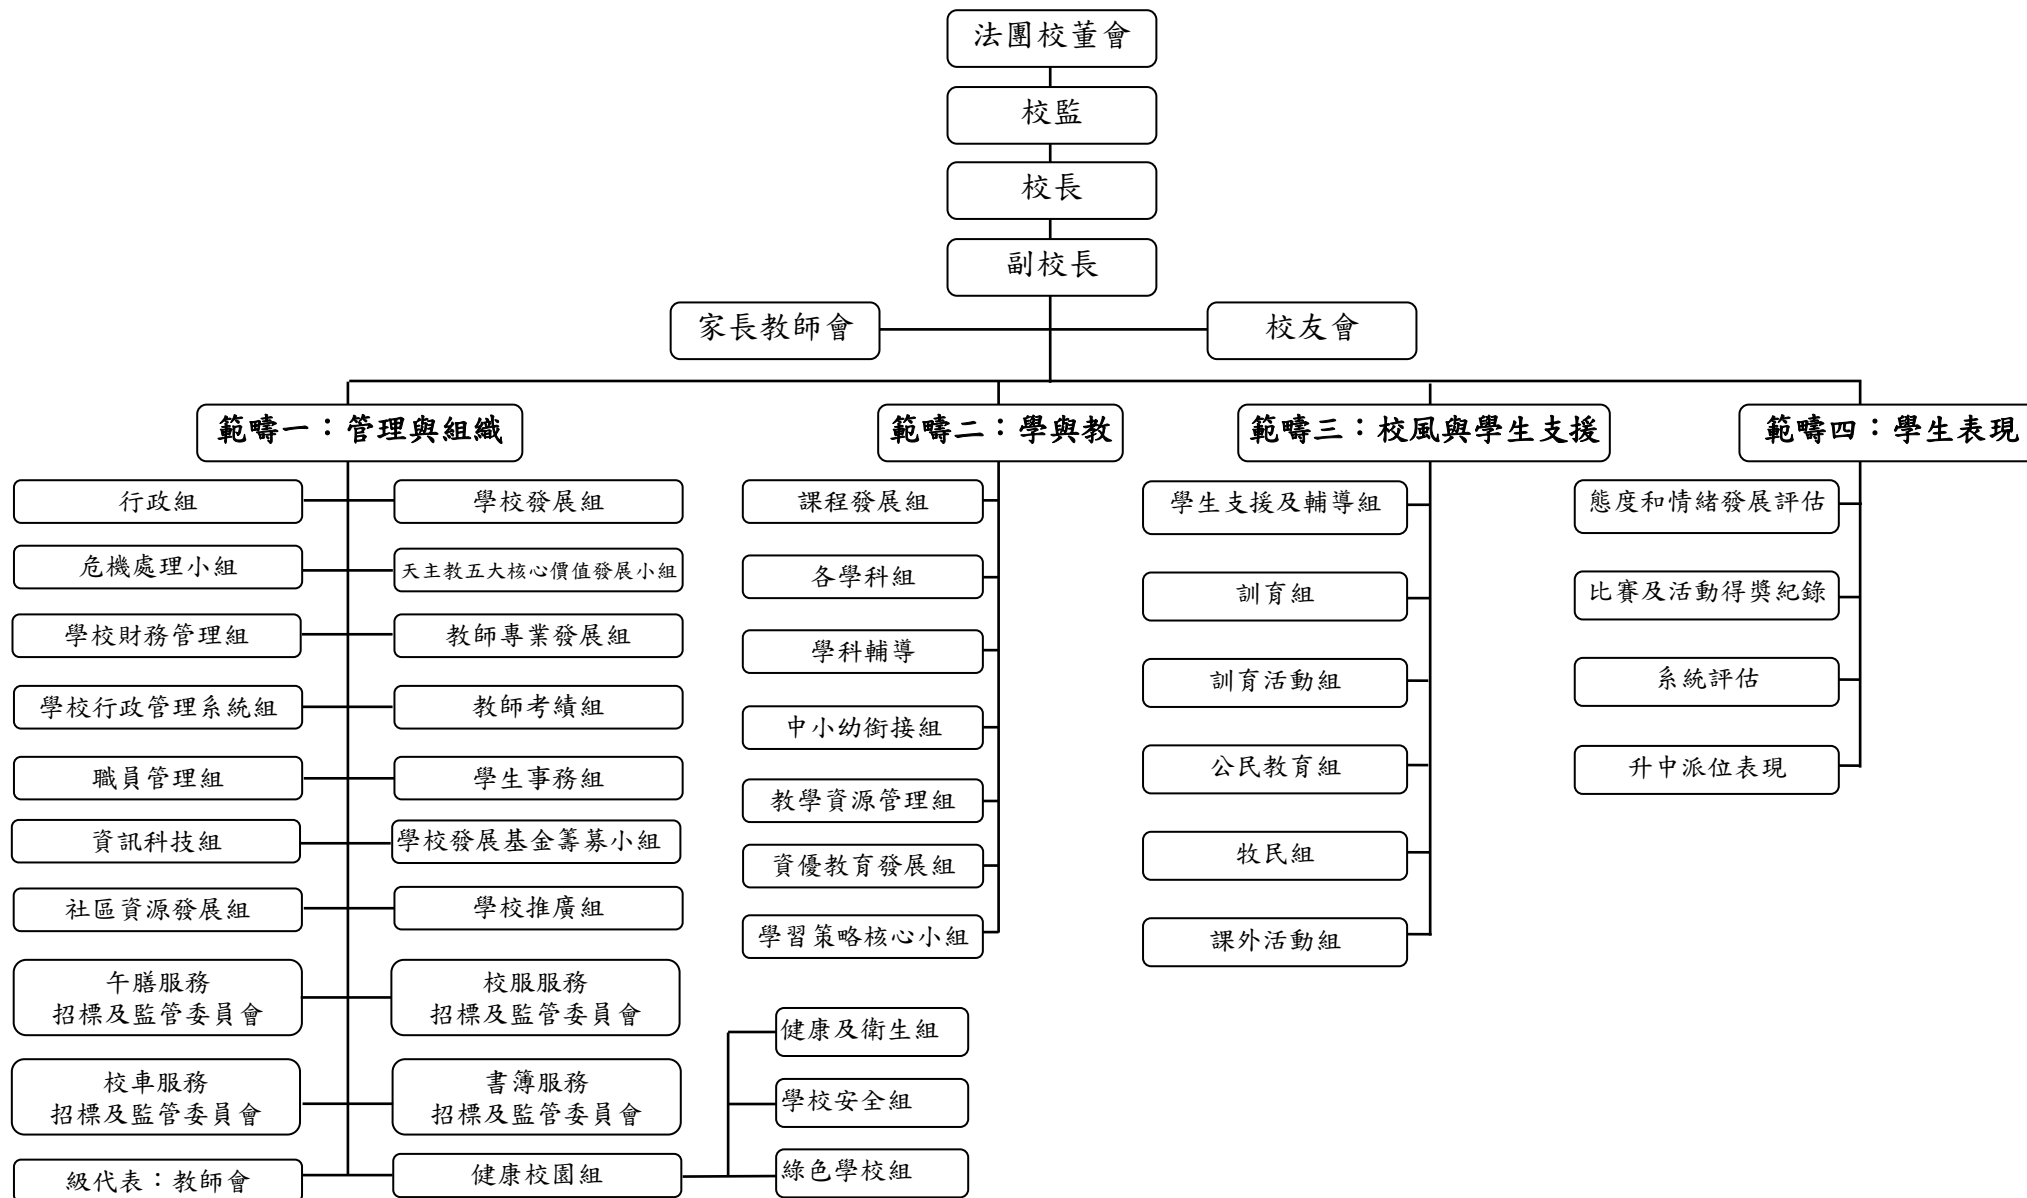 法團校董會
校監
校長
副校長
家長教師會
校友會
範疇一：管理與組織
範疇二：學與教
範疇三：校風與學生支援
範疇四：學生表現
行政組
學校發展組
危機處理小組
天主教五大核心價值發展小組
學校財務管理組
教師專業發展組
學校行政管理系統組
教師考績組
職員管理組
學生事務組
資訊科技組
學校發展基金籌募小組
社區資源發展組
學校推廣組
午膳服務
招標及監管委員會
校服服務
招標及監管委員會
校車服務
招標及監管委員會
書簿服務
招標及監管委員會
級代表：教師會
健康校園組
健康及衛生組
學校安全組
綠色學校組
課程發展組
各學科組
學科輔導
中小幼銜接組
教學資源管理組
資優教育發展組
學習策略核心小組
學生支援及輔導組
訓育組
訓育活動組
公民教育組
牧民組
課外活動組
態度和情緒發展評估
比賽及活動得獎紀錄
系統評估
升中派位表現